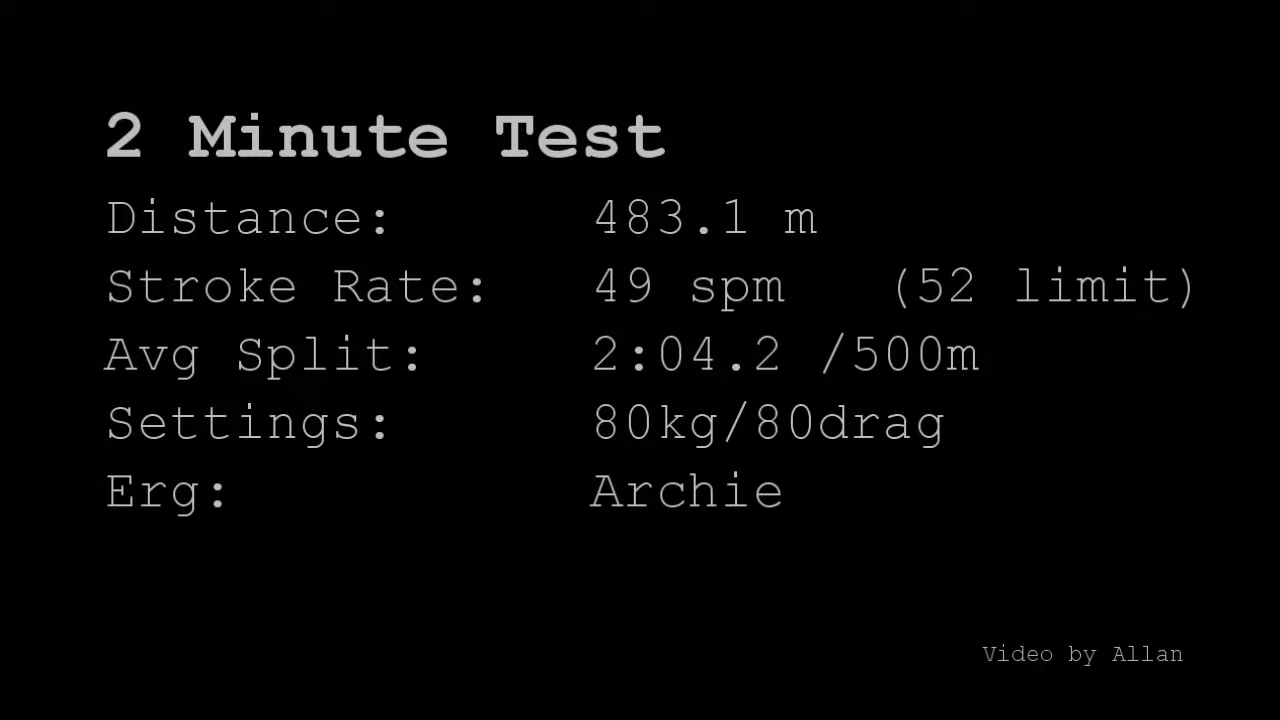 2 Minute Test
Distance: 483.1 m
Stroke Rate: 49 spm (52 limit)
Avg Split: 2:04.2 /500m
Settings: 80kg/80drag
Erg: Archie
Video by Allan